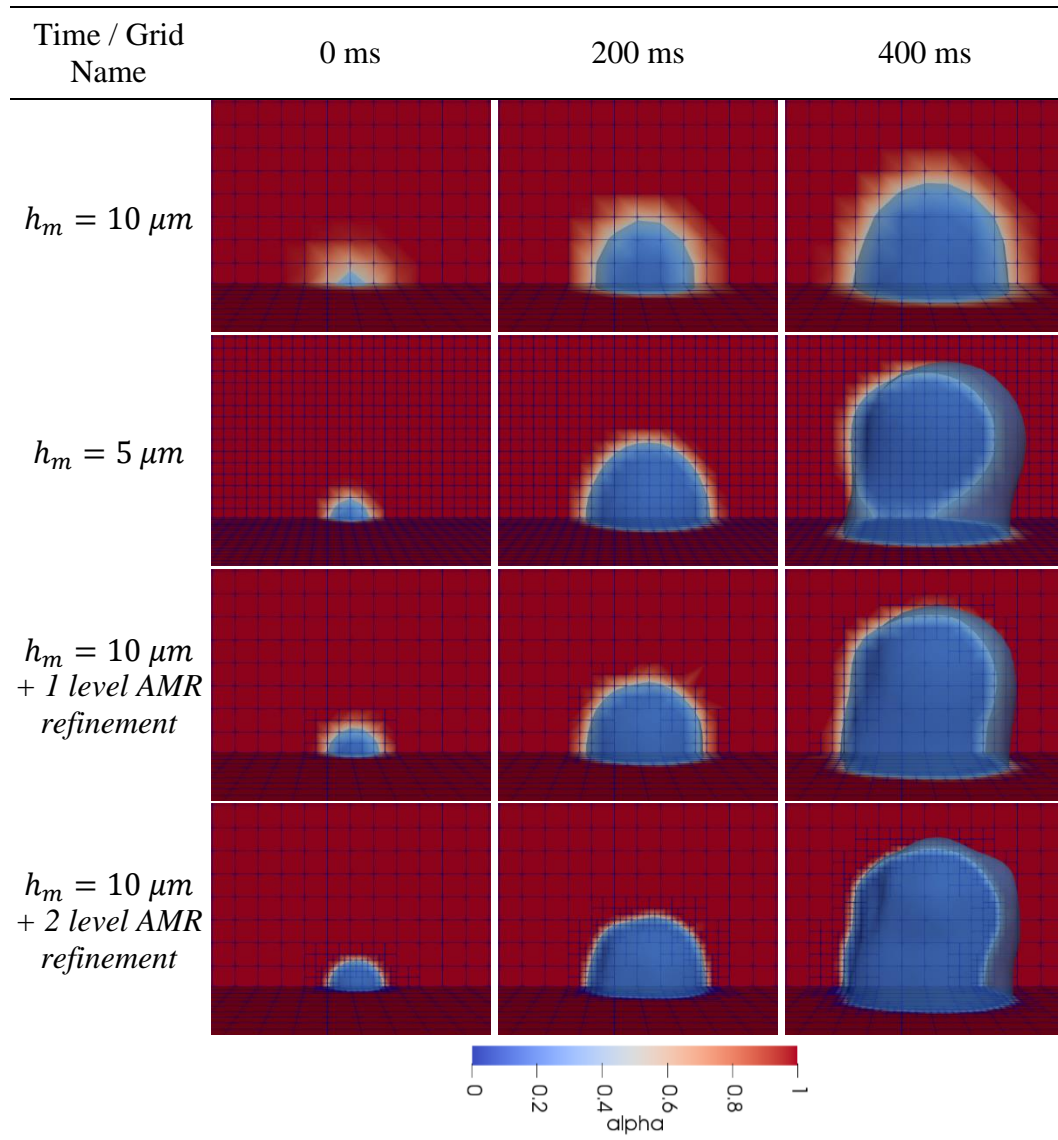 Time / Grid
Name
0 ms
200 ms
400 ms
h_m = 10 μm
h_m = 5 μm
h_m = 10 μm
+ 1 level AMR
refinement
h_m = 10 μm
+ 2 level AMR
refinement
0
0.2
0.4
0.6
0.8
1
alpha